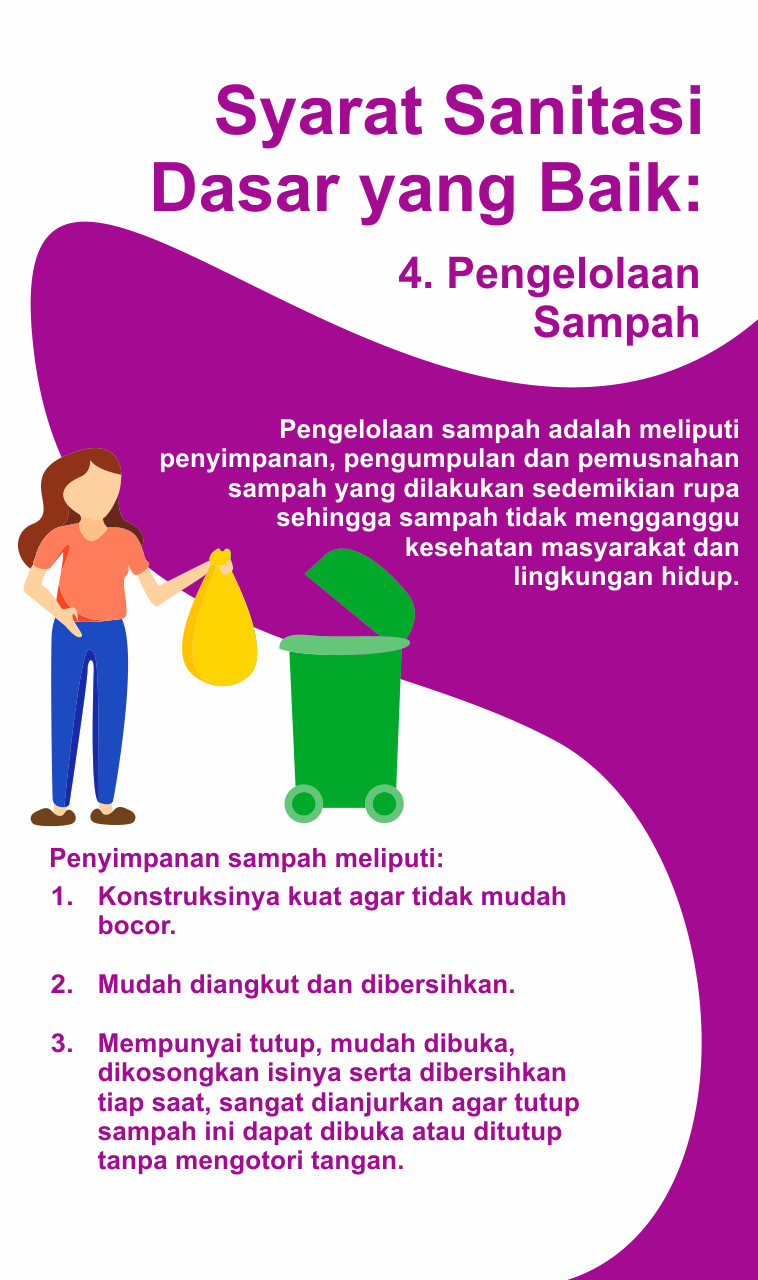 Syarat Sanitasi
Dasar yang Baik:
4. Pengelolaan
Sampah
Pengelolaan sampah adalah meliputi
penyimpanan, pengumpulan dan pemusnahan
sampah yang dilakukan sedemikian rupa
sehingga sampah tidak mengganggu
kesehatan masyarakat dan
lingkungan hidup.
Penyimpanan sampah meliputi:
1. Konstruksinya kuat agar tidak mudah
bocor.
2. Mudah diangkut dan dibersihkan.
3. Mempunyai tutup, mudah dibuka,
dikosongkan isinya serta dibersihkan
tiap saat, sangat dianjurkan agar tutup
sampah ini dapat dibuka atau ditutup
tanpa mengotori tangan.